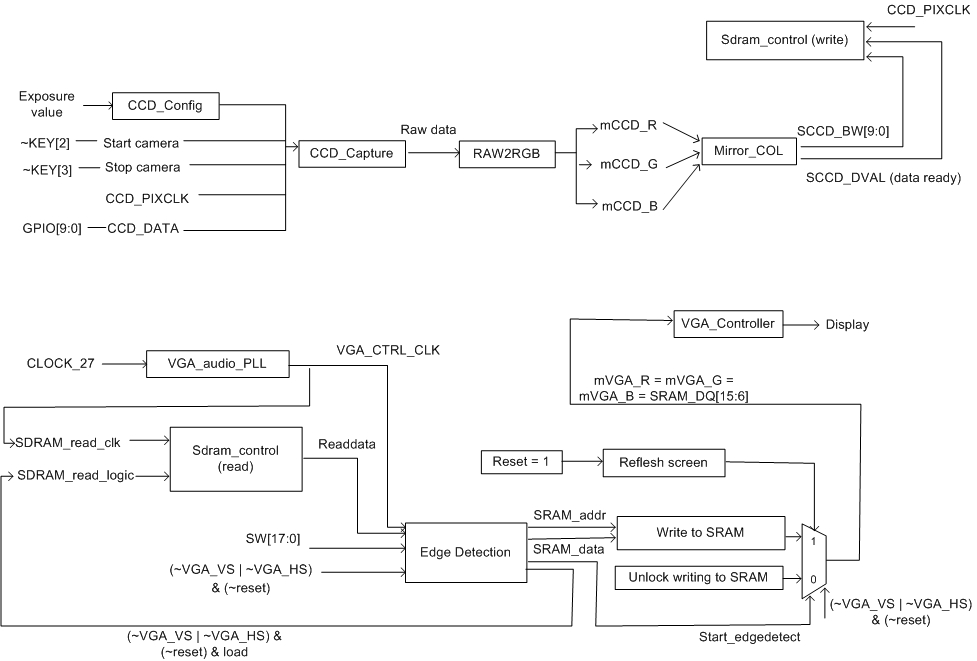 CCD_PIXCLK
Sdram_control (write)
Exposure
value
CCD_Config
~KEY[2]
Start camera
~KEY[3]
Stop camera
CCD_PIXCLK
GPIO[9:0]
CCD_DATA
CCD_Capture
Raw data
RAW2RGB
mCCD_R
mCCD_G
mCCD_B
Mirror_COL
SCCD_BW[9:0]
SCCD_DVAL (data ready)
VGA_Controller
Display
CLOCK_27
VGA_audio_PLL
VGA_CTRL_CLK
mVGA_R = mVGA_G =
mVGA_B = SRAM_DQ[15:6]
SDRAM_read_clk
SDRAM_read_logic
Sdram_control
(read)
Readdata
Reset = 1
Reflesh screen
SW[17:0]
(~VGA_VS | ~VGA_HS)
& (~reset)
Edge Detection
SRAM_addr
SRAM_data
Write to SRAM
Unlock writing to SRAM
1
0
(~VGA_VS | ~VGA_HS)
& (~reset)
Start_edgedetect
(~VGA_VS | ~VGA_HS) &
(~reset) & load